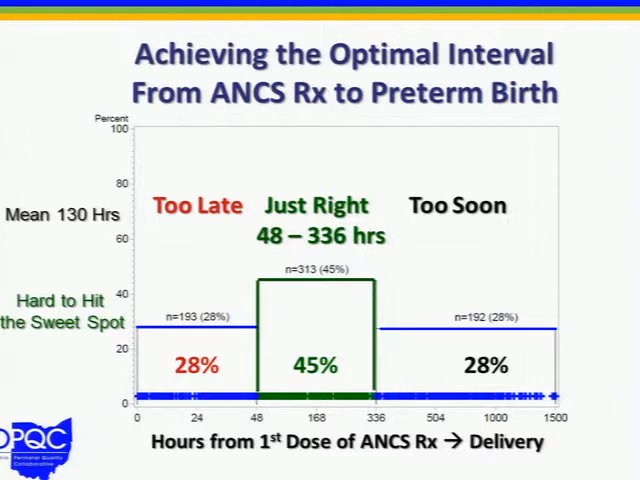 Achieving the Optimal Interval
From ANCS Rx to Preterm Birth
Percent
100
80
60
40
20
0
Mean 130 Hrs
Hard to Hit
the Sweet Spot
Too Late
Just Right
48 – 336 hrs
Too Soon
n=313 (45%)
n=193 (28%)
n=192 (28%)
28%
45%
28%
0 24 48 168 336 504 1000 1500
Hours from 1st Dose of ANCS Rx → Delivery
OPQC
Perinatal Quality
Collaborative